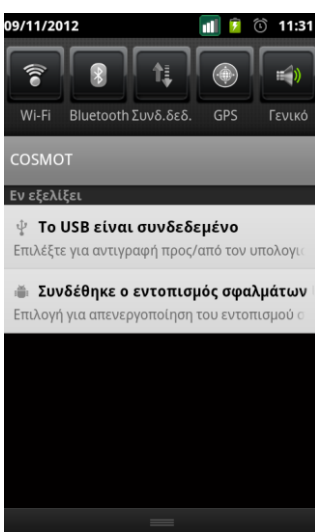 09/11/2012 11:31
Wi-Fi Bluetooth Συνδ.δεδ. GPS Γενικό
COSMOT
Εν εξελίξει
Το USB είναι συνδεδεμένο
Επιλέξτε για αντιγραφή προς/από τον
Συνδέθηκε ο εντοπισμός σφαλμάτων
Επιλογή για απενεργοποίηση του εντοπισμού